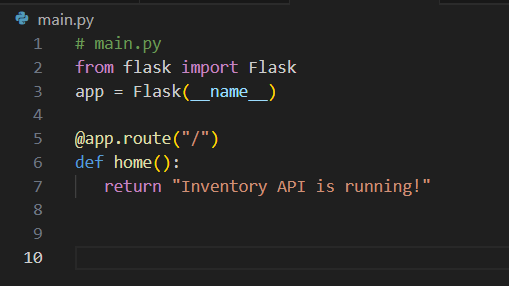 main.py
1 # main.py
2 from flask import Flask
3 app = Flask(__name__)
4
5 @app.route("/")
6 def home():
7    return "Inventory API is running!"
8
9
10